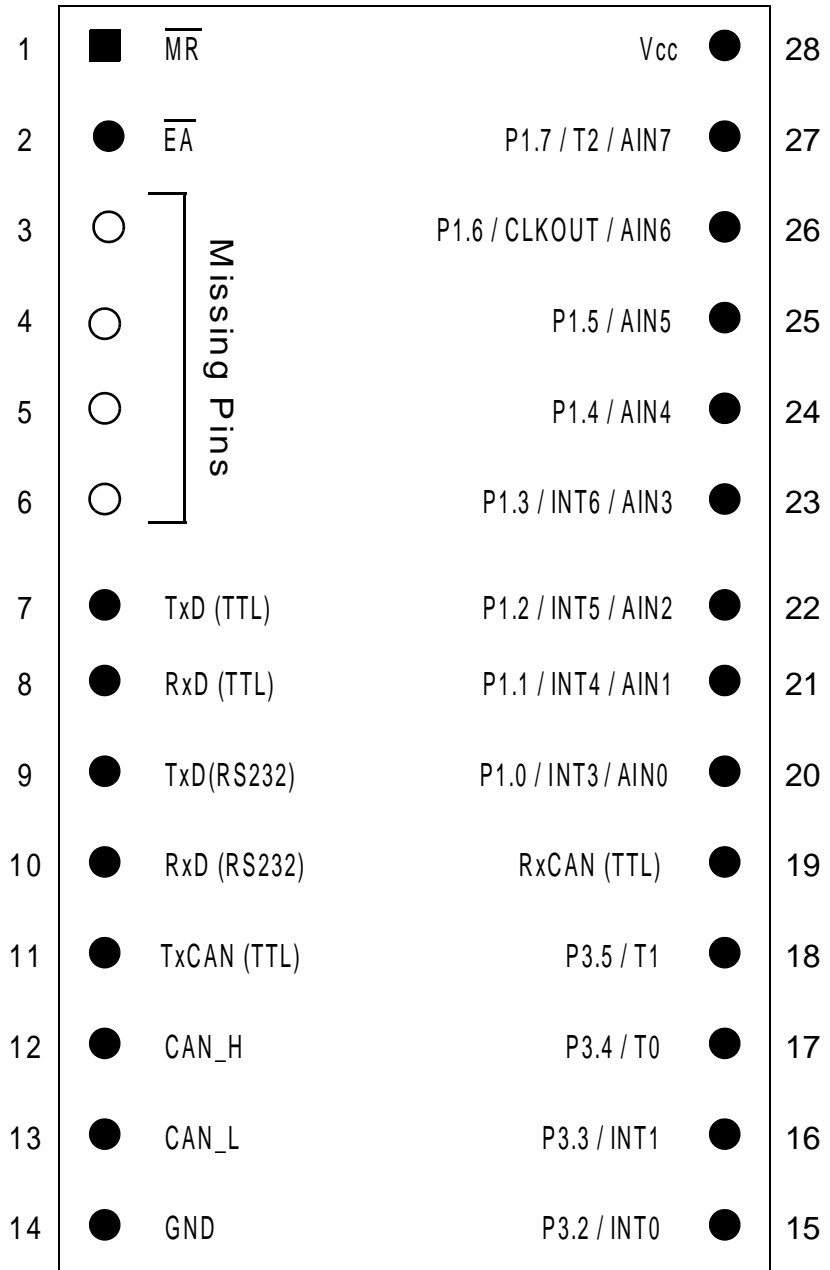 1 MR Vcc 28
2 EA P1.7 / T2 / AIN7 27
3 P1.6 / CLKOUT / AIN6 26
Missing Pins
4 P1.5 / AIN5 25
5 P1.4 / AIN4 24
6 P1.3 / INT6 / AIN3 23
7 TxD (TTL) P1.2 / INT5 / AIN2 22
8 RxD (TTL) P1.1 / INT4 / AIN1 21
9 TxD(RS232) P1.0 / INT3 / AIN0 20
10 RxD (RS232) RxCAN (TTL) 19
11 TxCAN (TTL) P3.5 / T1 18
12 CAN_H P3.4 / T0 17
13 CAN_L P3.3 / INT1 16
14 GND P3.2 / INT0 15